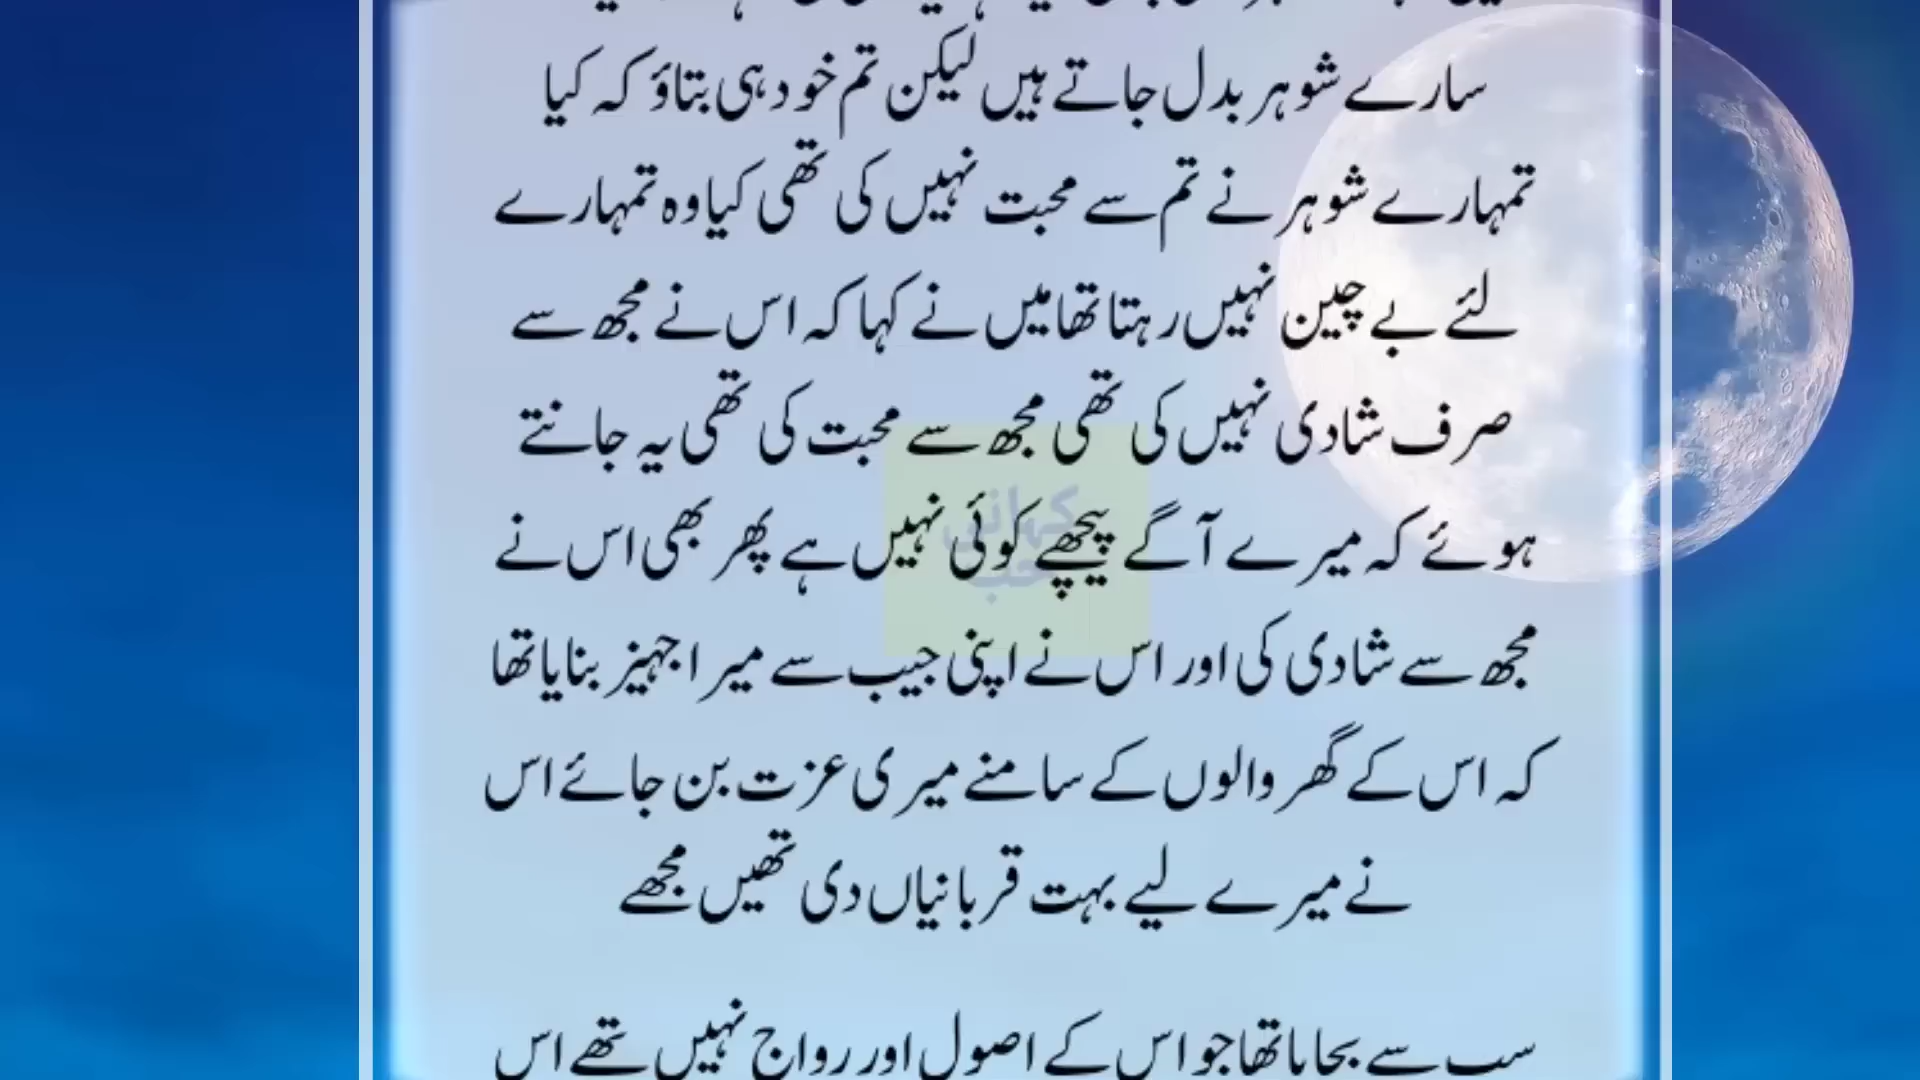 سارے شوہر بدل جاتے ہیں لیکن تم خود ہی بتاؤ کہ کیا
تمہارے شوہر نے تم سے محبت نہیں کی تھی کیا وہ تمہارے
لئے بے چین نہیں رہتا تھا میں نے کہا کہ اس نے مجھ سے
صرف شادی نہیں کی تھی مجھ سے محبت کی تھی یہ جانتے
ہوئے کہ میرے آگے پیچھے کوئی نہیں ہے پھر بھی اس نے
مجھ سے شادی کی اور اس نے اپنی جیب سے میرا جہیز بنایا تھا
کہ اس کے گھر والوں کے سامنے میری عزت بن جائے اس
نے میرے لیے بہت قربانیاں دی تھیں مجھے
سب سے بچایا تھا جو اس کے اصول اور رواج نہیں تھے اس
کہانی